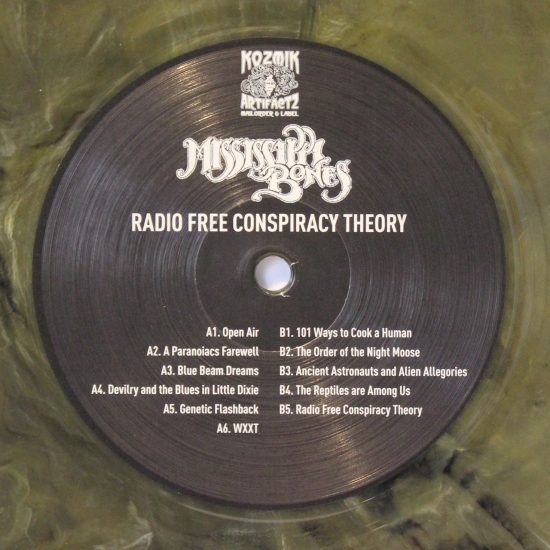 KOZMIK
ARTIFACTZ
MAILORDER & LABEL
MISSISSIPPI
BONES
RADIO FREE CONSPIRACY THEORY
A1. Open Air
A2. A Paranoiacs Farewell
A3. Blue Beam Dreams
A4. Devilry and the Blues in Little Dixie
A5. Genetic Flashback
A6. WXXT
B1. 101 Ways to Cook a Human
B2. The Order of the Night Moose
B3. Ancient Astronauts and Alien Allegories
B4. The Reptiles are Among Us
B5. Radio Free Conspiracy Theory